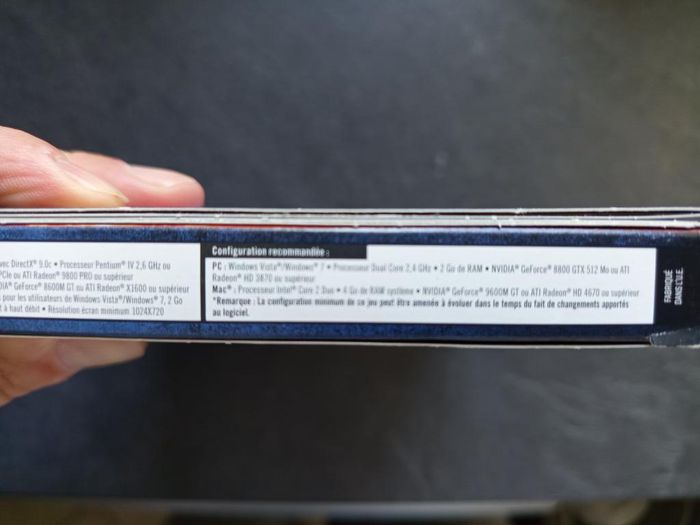 avec DirectX® 9.0c • Processeur Pentium® IV 2,6 GHz ou
PCIe ou ATI Radeon® 9800 PRO ou supérieur
GeForce® 8600M GT ou ATI Radeon® X1600 ou supérieur
pour les utilisateurs de Windows Vista®/Windows® 7, 2 Go
à haut débit • Résolution écran minimum 1024X720
Configuration recommandée :
PC : Windows Vista®/Windows® 7 • Processeur Dual Core 2,4 GHz • 2 Go de RAM • NVIDIA® GeForce® 8800 GTX 512 Mo ou ATI
Radeon® HD 3870 ou supérieur
Mac® : Processeur Intel® Core 2 Duo • 4 Go de RAM système • NVIDIA® GeForce® 9600M GT ou ATI Radeon® HD 4670 ou supérieur
*Remarque : La configuration minimum de ce jeu peut être amenée à évoluer dans le temps du fait de changements apportés
au logiciel.
FABRIQUÉ
DANS L'U.E.